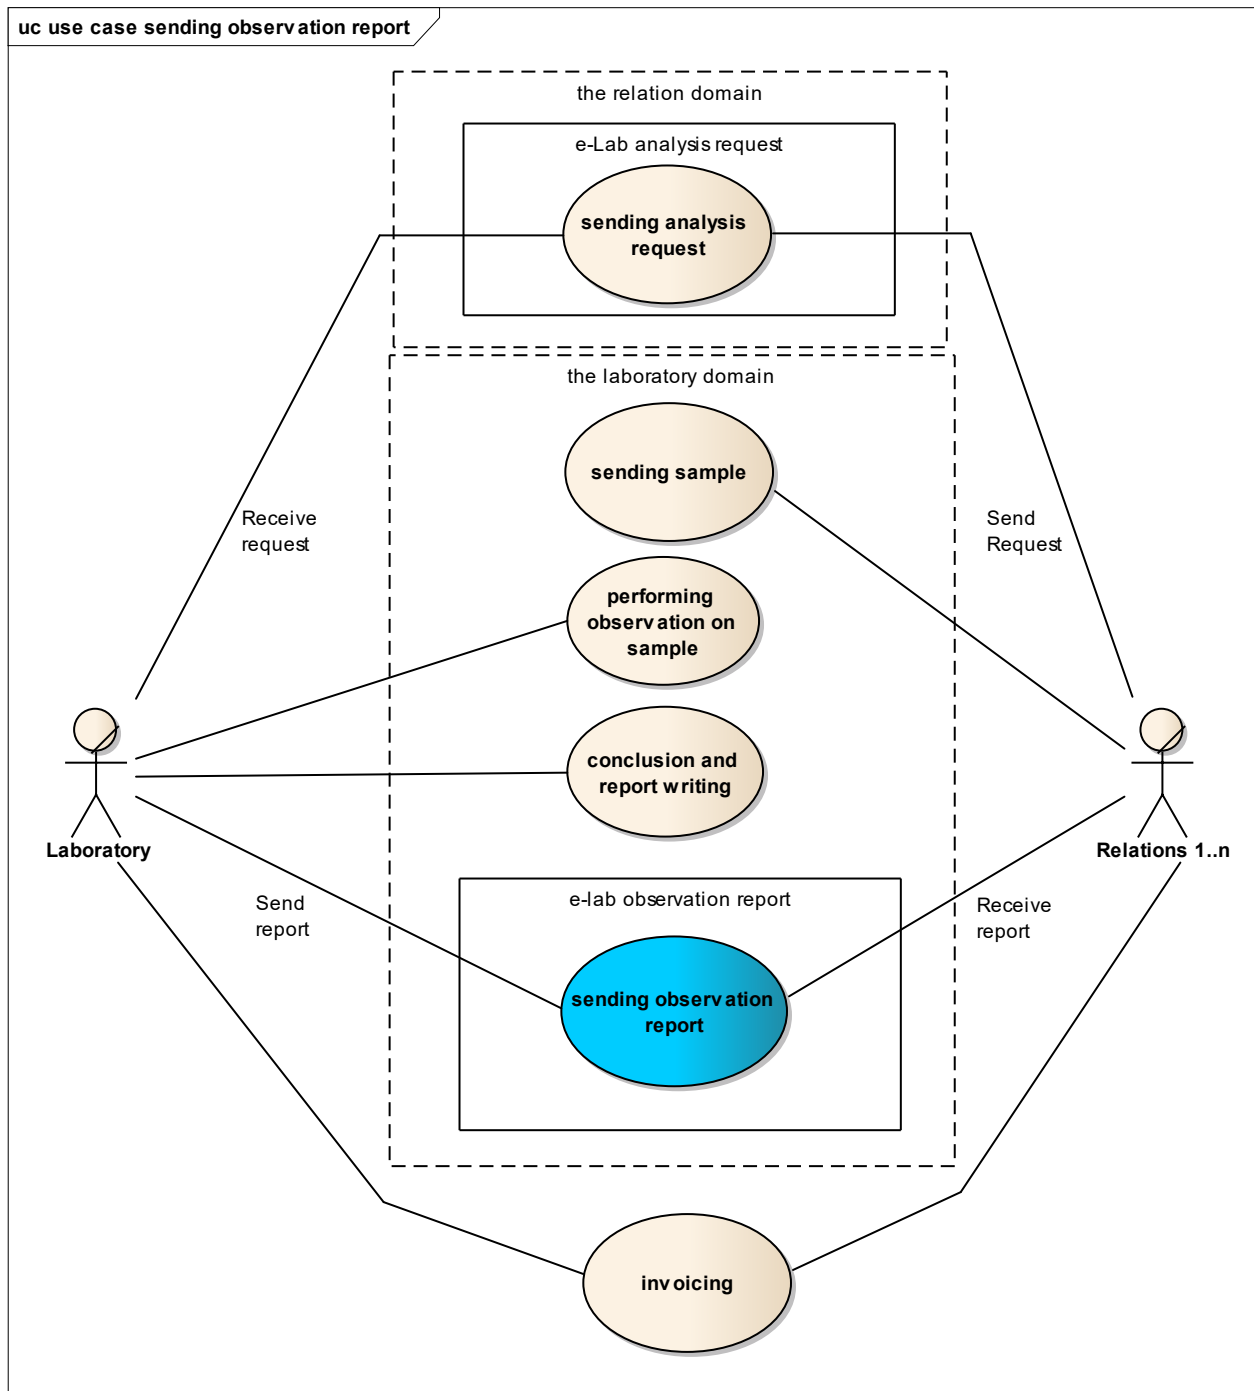 uc use case sending observation report
the relation domain
e-Lab analysis request
sending analysis
request
the laboratory domain
sending sample
Receive
request
Send
Request
performing
observation on
sample
conclusion and
report writing
Laboratory
Relations 1..n
e-lab observation report
Send
report
Receive
report
sending observation
report
invoicing